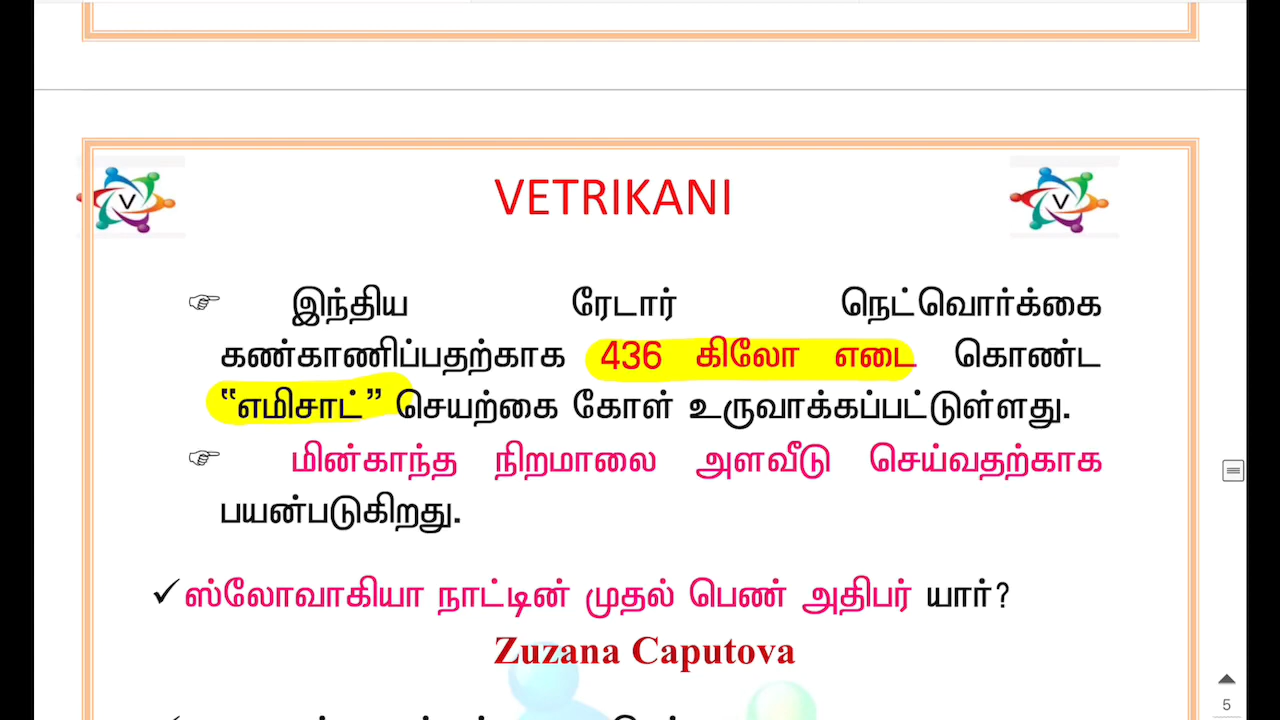 V
VETRIKANI
V
☞ இந்திய ரேடார் நெட்வொர்க்கை
கண்காணிப்பதற்காக 436 கிலோ எடை கொண்ட
“எமிசாட்” செயற்கை கோள் உருவாக்கப்பட்டுள்ளது.
☞ மின்காந்த நிறமாலை அளவீடு செய்வதற்காக
பயன்படுகிறது.
✓ ஸ்லோவாகியா நாட்டின் முதல் பெண் அதிபர் யார்?
Zuzana Caputova
5